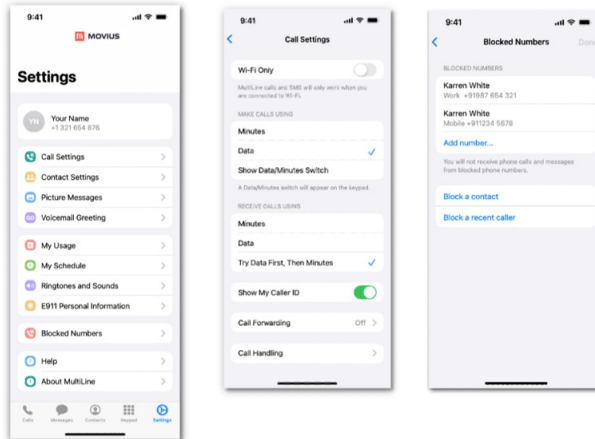 9:41
MOVIUS
Settings
YN
Your Name
+1 321 654 876
Call Settings
Contact Settings
Picture Messages
Voicemail Greeting
My Usage
My Schedule
Ringtones and Sounds
E911 Personal Information
Blocked Numbers
Help
About MultiLine
Calls
Messages
Contacts
Keypad
Settings
9:41
Call Settings
Wi-Fi Only
MultiLine calls and SMS will only work when you
are connected to Wi-Fi.
MAKE CALLS USING
Minutes
Data
Show Data/Minutes Switch
A Data/Minutes switch will appear on the keypad.
RECEIVE CALLS USING
Minutes
Data
Try Data First, Then Minutes
Show My Caller ID
Call Forwarding
Off
Call Handling
9:41
Blocked Numbers
Done
BLOCKED NUMBERS
Karren White
Work +91987 654 321
Karren White
Mobile +911234 5678
Add number...
You will not receive phone calls and messages
from blocked phone numbers.
Block a contact
Block a recent caller